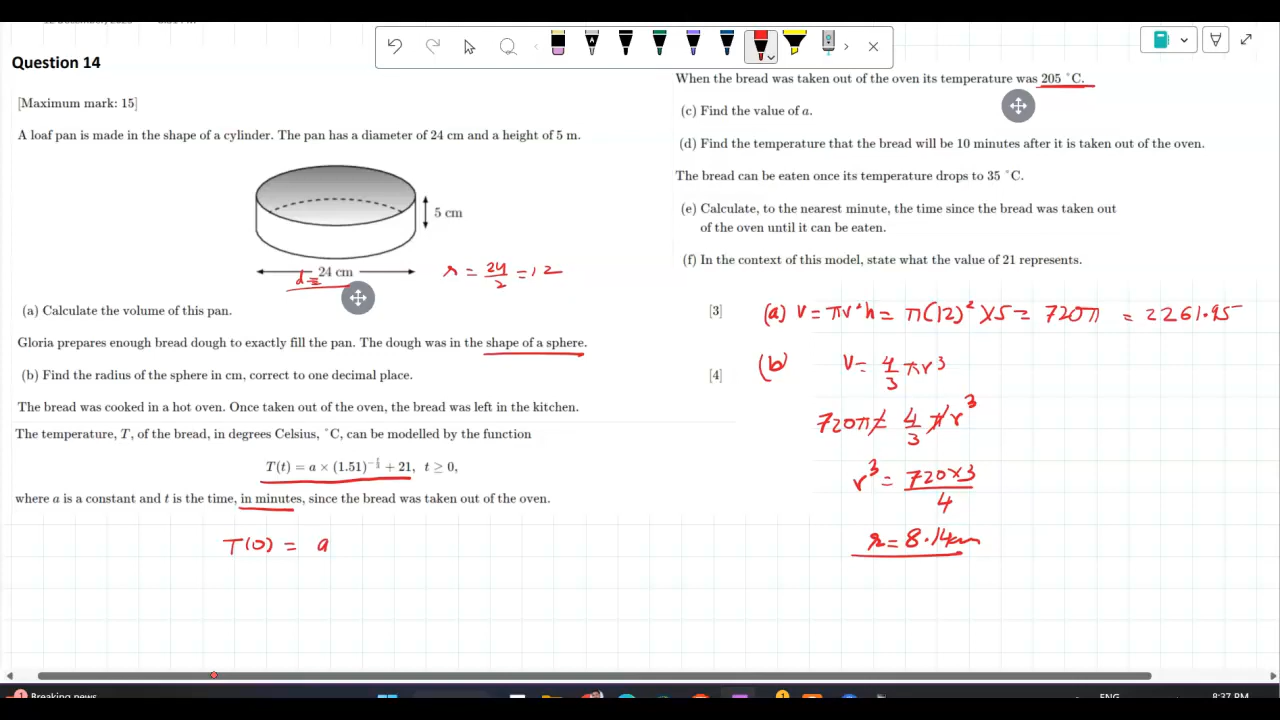 Question 14
[Maximum mark: 15]
A loaf pan is made in the shape of a cylinder. The pan has a diameter of 24 cm and a height of 5 m.
5 cm
24 cm
d =
r = 24/2 = 12
(a) Calculate the volume of this pan.
[3]
Gloria prepares enough bread dough to exactly fill the pan. The dough was in the shape of a sphere.
(b) Find the radius of the sphere in cm, correct to one decimal place.
[4]
The bread was cooked in a hot oven. Once taken out of the oven, the bread was left in the kitchen.
The temperature, T, of the bread, in degrees Celsius, °C, can be modelled by the function
T(t) = a × (1.51)^(-t/3) + 21, t ≥ 0,
where a is a constant and t is the time, in minutes, since the bread was taken out of the oven.
T(0) = a
When the bread was taken out of the oven its temperature was 205 °C.
(c) Find the value of a.
(d) Find the temperature that the bread will be 10 minutes after it is taken out of the oven.
The bread can be eaten once its temperature drops to 35 °C.
(e) Calculate, to the nearest minute, the time since the bread was taken out
of the oven until it can be eaten.
(f) In the context of this model, state what the value of 21 represents.
(a) V = πr²h = π(12)² × 5 = 720π = 2261.95
(b) V = 4/3 πr³
720π = 4/3 πr³
r³ = 720×3/4
r = 8.14cm
Breaking news
ENG
8:37 PM